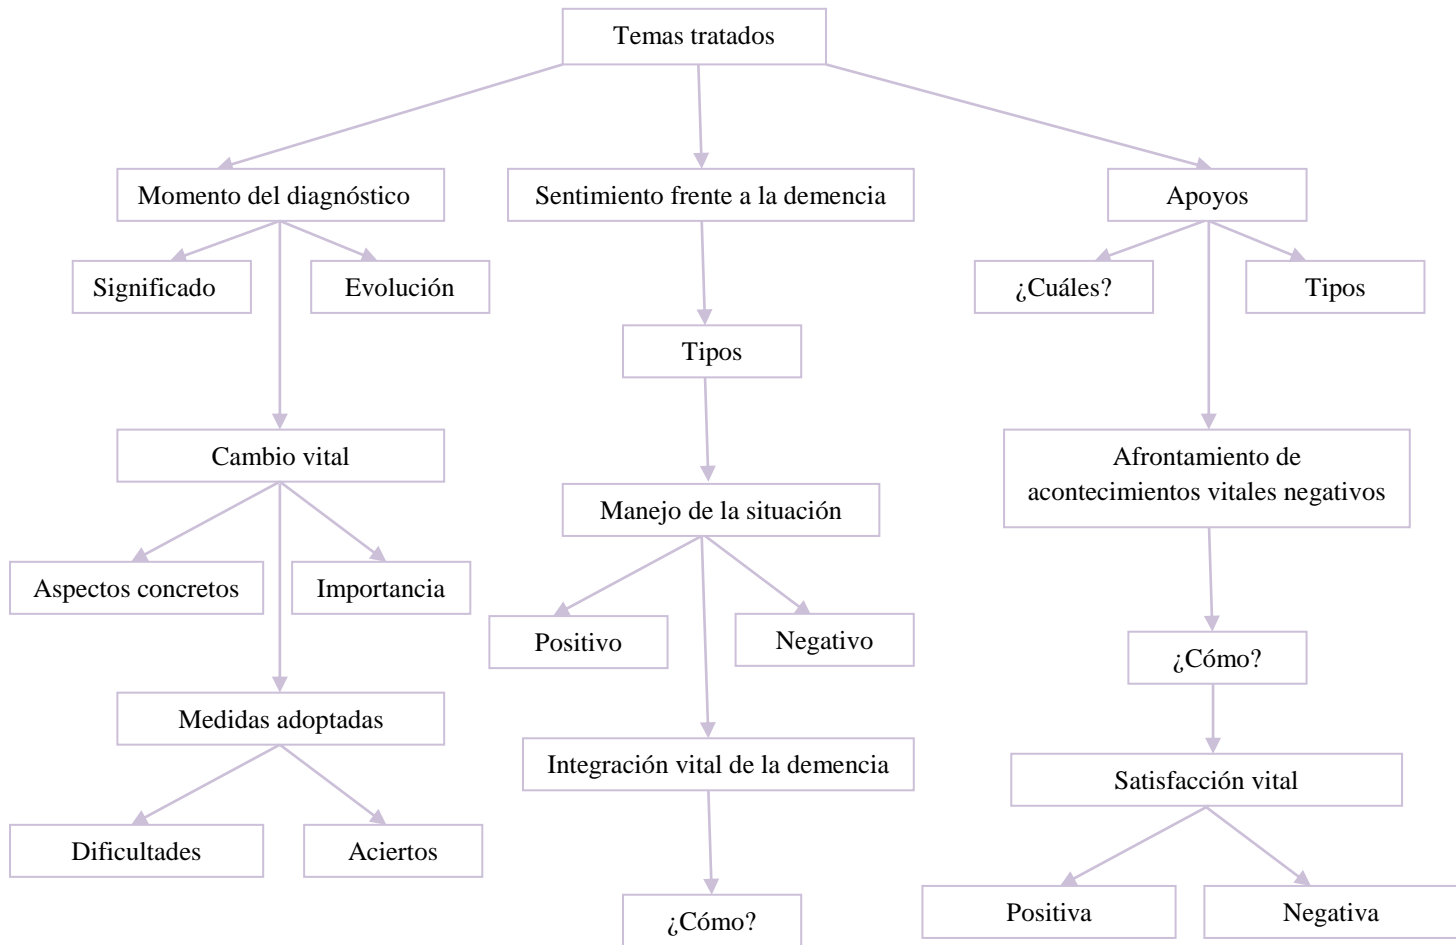 Temas tratados
Momento del diagnóstico
Sentimiento frente a la demencia
Apoyos
Significado
Evolución
¿Cuáles?
Tipos
Tipos
Cambio vital
Afrontamiento de
acontecimientos vitales negativos
Manejo de la situación
Aspectos concretos
Importancia
Positivo
Negativo
¿Cómo?
Medidas adoptadas
Integración vital de la demencia
Satisfacción vital
Dificultades
Aciertos
¿Cómo?
Positiva
Negativa